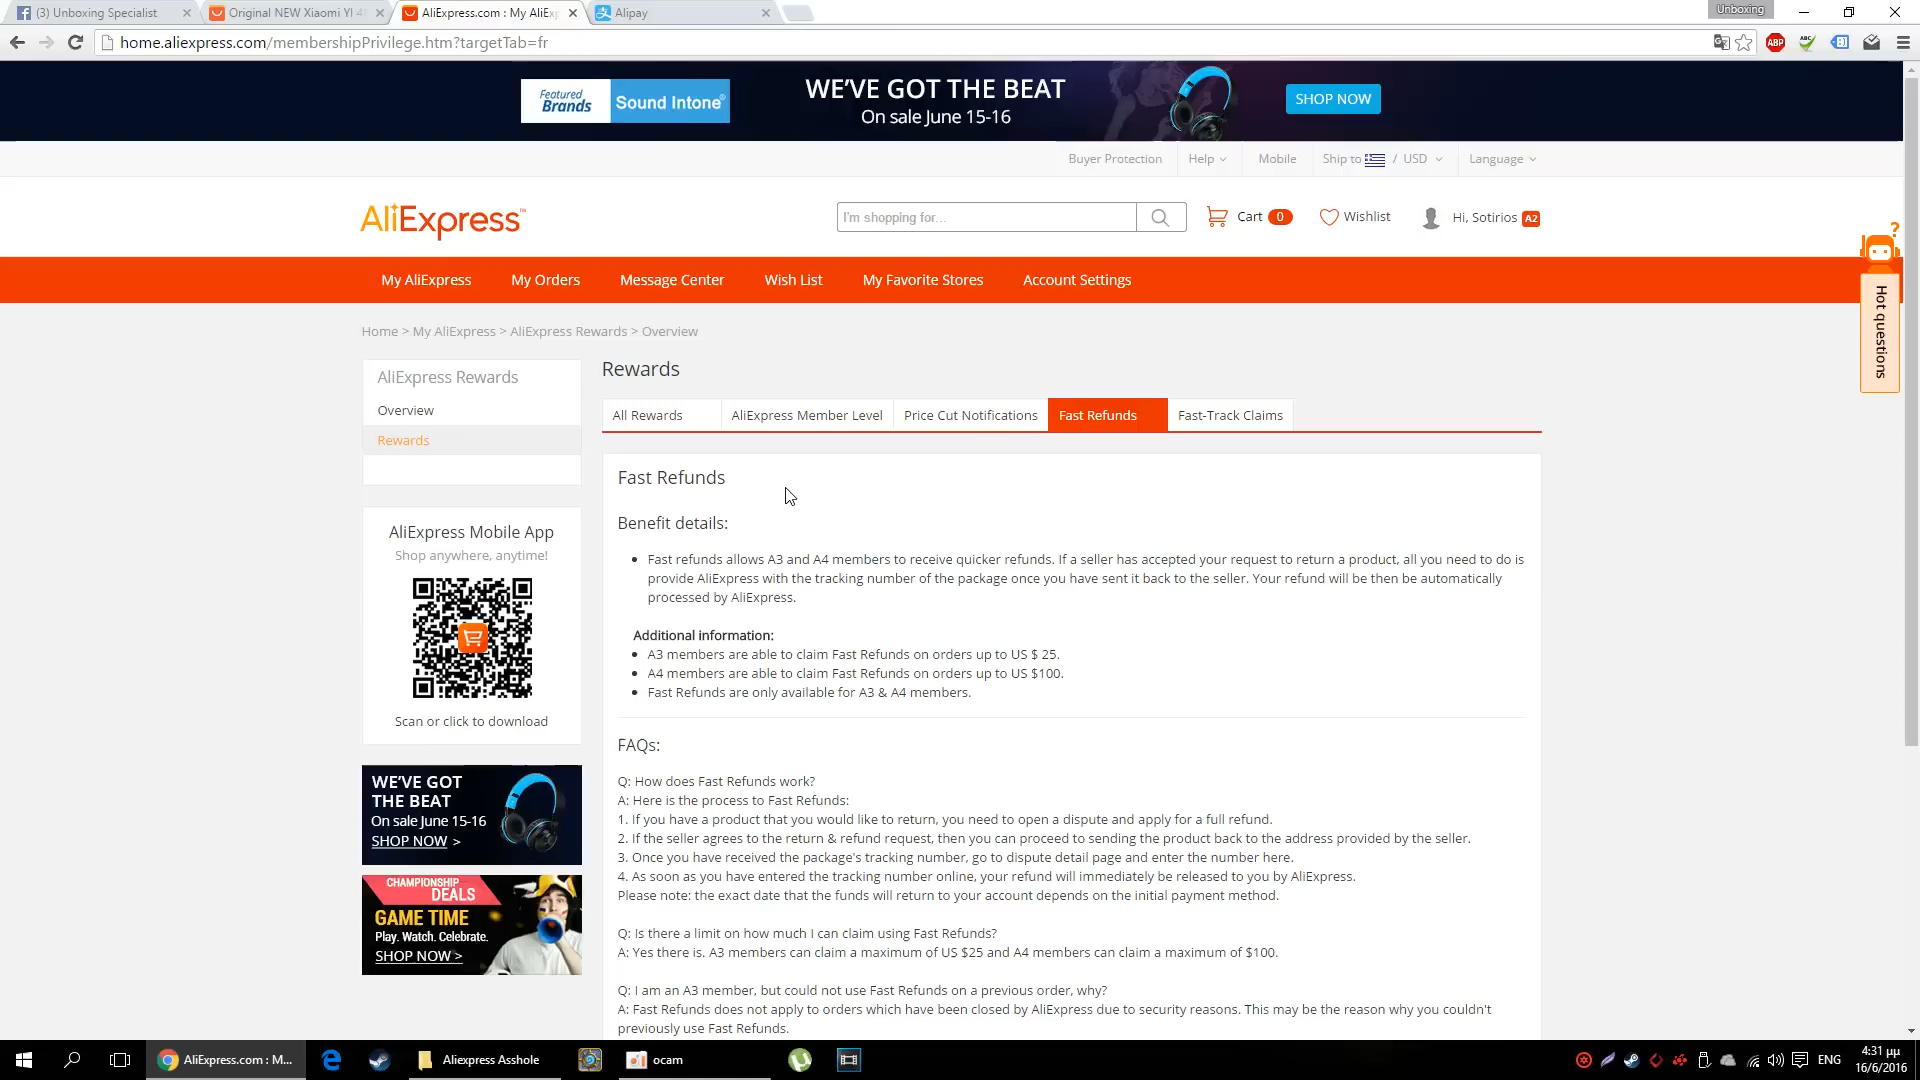 (3) Unboxing Specialist
Original NEW Xiaomi YI 4
AliExpress.com : My AliEx
Alipay
Unboxing
home.aliexpress.com/membershipPrivilege.htm?targetTab=fr
ABP
ABC
Featured
Brands
Sound Intone®
WE'VE GOT THE BEAT
On sale June 15-16
SHOP NOW
Buyer Protection
Help
Mobile
Ship to / USD
Language
AliExpress™
I'm shopping for...
Cart 0
Wishlist
Hi, Sotirios A2
?
Hot questions
My AliExpress
My Orders
Message Center
Wish List
My Favorite Stores
Account Settings
Home > My AliExpress > AliExpress Rewards > Overview
AliExpress Rewards
Overview
Rewards
AliExpress Mobile App
Shop anywhere, anytime!
Scan or click to download
WE'VE GOT
THE BEAT
On sale June 15-16
SHOP NOW >
CHAMPIONSHIP
DEALS
GAME TIME
Play. Watch. Celebrate.
SHOP NOW >
Rewards
All Rewards
AliExpress Member Level
Price Cut Notifications
Fast Refunds
Fast-Track Claims
Fast Refunds
Benefit details:
Fast refunds allows A3 and A4 members to receive quicker refunds. If a seller has accepted your request to return a product, all you need to do is
provide AliExpress with the tracking number of the package once you have sent it back to the seller. Your refund will be then be automatically
processed by AliExpress.
Additional information:
A3 members are able to claim Fast Refunds on orders up to US $ 25.
A4 members are able to claim Fast Refunds on orders up to US $100.
Fast Refunds are only available for A3 & A4 members.
FAQs:
Q: How does Fast Refunds work?
A: Here is the process to Fast Refunds:
1. If you have a product that you would like to return, you need to open a dispute and apply for a full refund.
2. If the seller agrees to the return & refund request, then you can proceed to sending the product back to the address provided by the seller.
3. Once you have received the package's tracking number, go to dispute detail page and enter the number here.
4. As soon as you have entered the tracking number online, your refund will immediately be released to you by AliExpress.
Please note: the exact date that the funds will return to your account depends on the initial payment method.
Q: Is there a limit on how much I can claim using Fast Refunds?
A: Yes there is. A3 members can claim a maximum of US $25 and A4 members can claim a maximum of $100.
Q: I am an A3 member, but could not use Fast Refunds on a previous order, why?
A: Fast Refunds does not apply to orders which have been closed by AliExpress due to security reasons. This may be the reason why you couldn't
previously use Fast Refunds.
AliExpress.com : M...
Aliexpress Asshole
ocam
ENG
4:31 μμ
16/6/2016